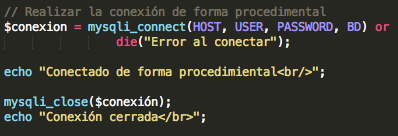 // Realizar la conexión de forma procedimental
$conexion = mysqli_connect(HOST, USER, PASSWORD, BD) or
die("Error al conectar");
echo "Conectado de forma procedimiental<br/>";
mysqli_close($conexión);
echo "Conexión cerrada</br>";